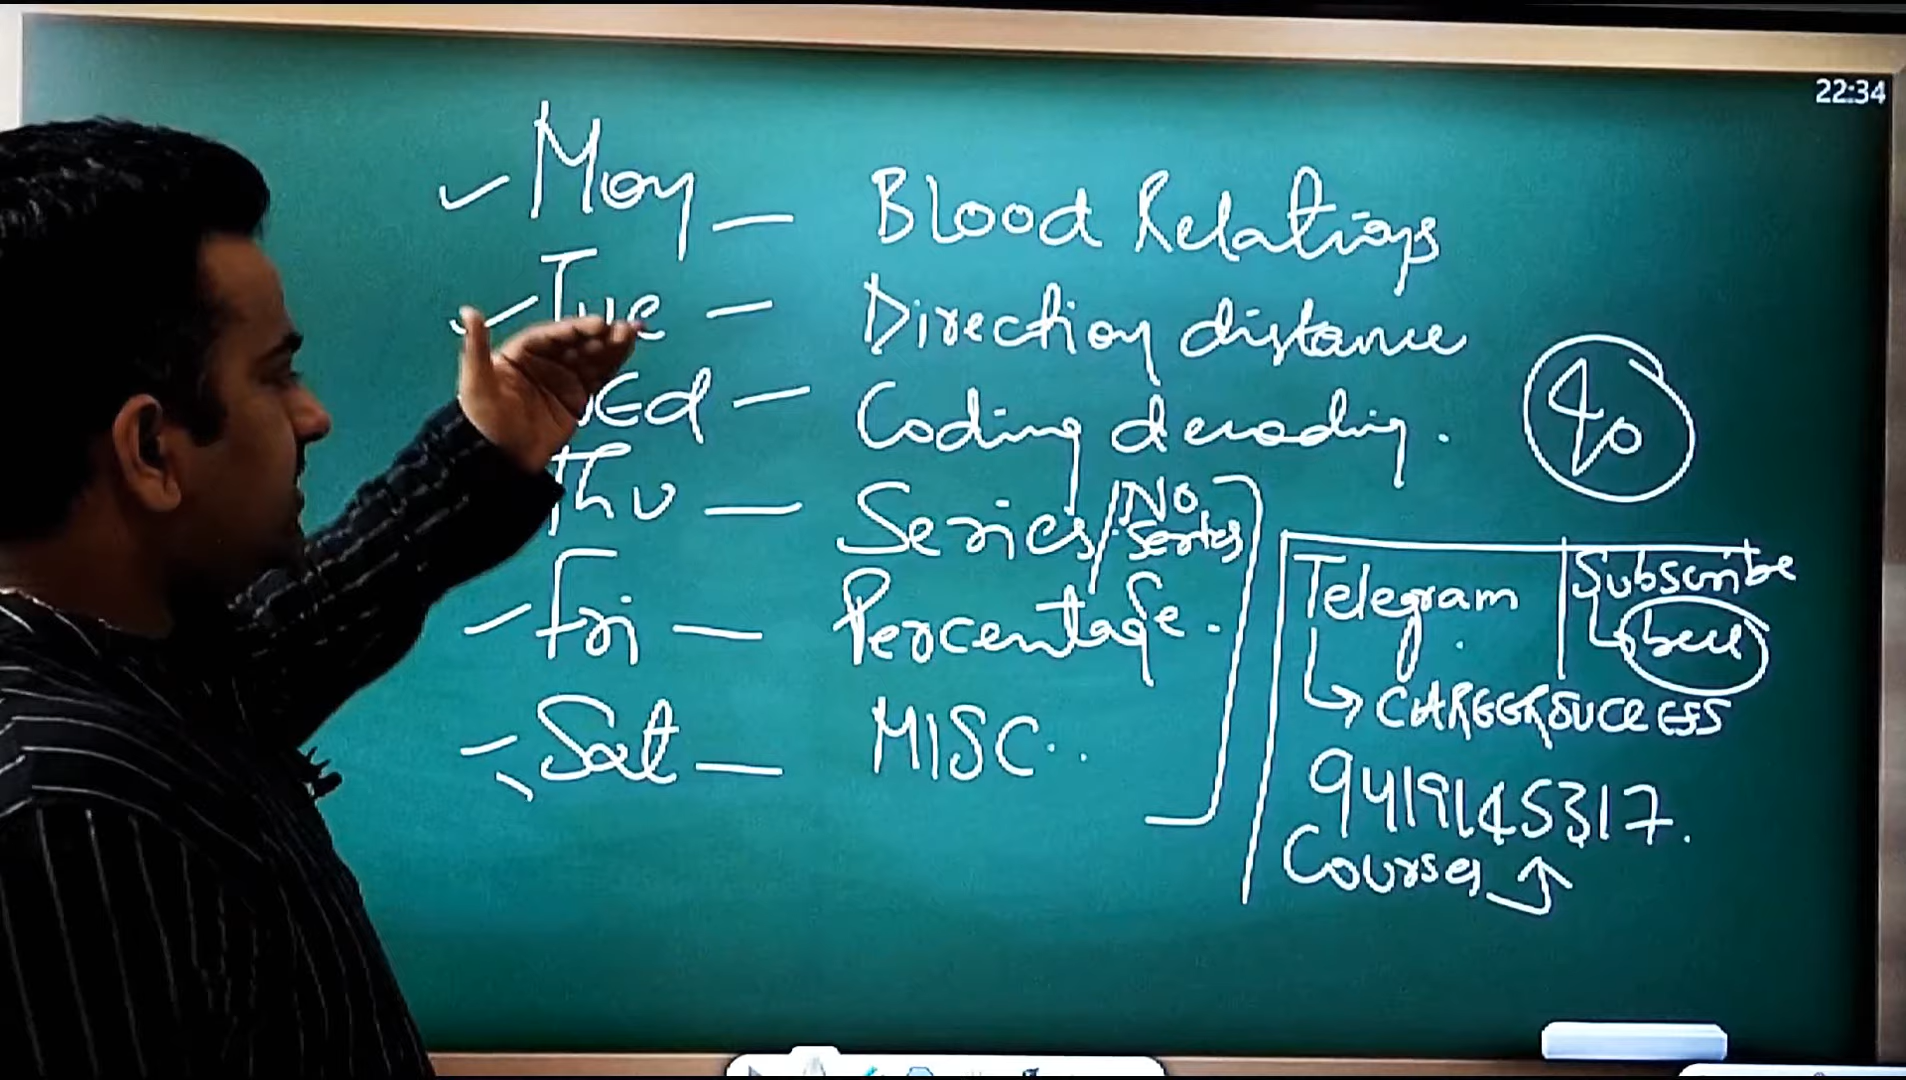 22:34
Mon — Blood Relations
Tue — Direction distance
Wed — Coding decoding.
40
Thu — Series/No Series
Fri — Percentage.
Sat — MISC..
Telegram
Subscribe
bell
CAREERSUCCESS
9419145317.
Courses